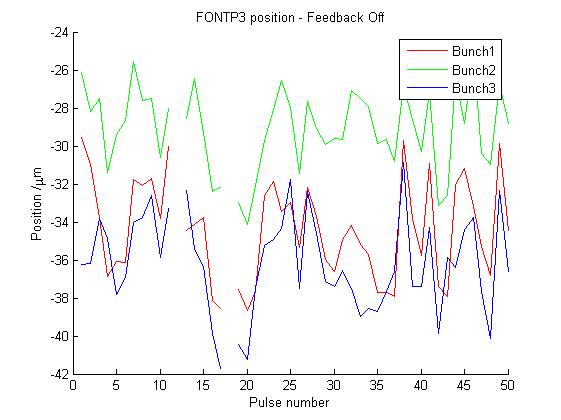 FONTP3 position - Feedback Off
-24
-26
-28
-30
-32
-34
-36
-38
-40
-42
Position /μm
Bunch1
Bunch2
Bunch3
0 5 10 15 20 25 30 35 40 45 50
Pulse number